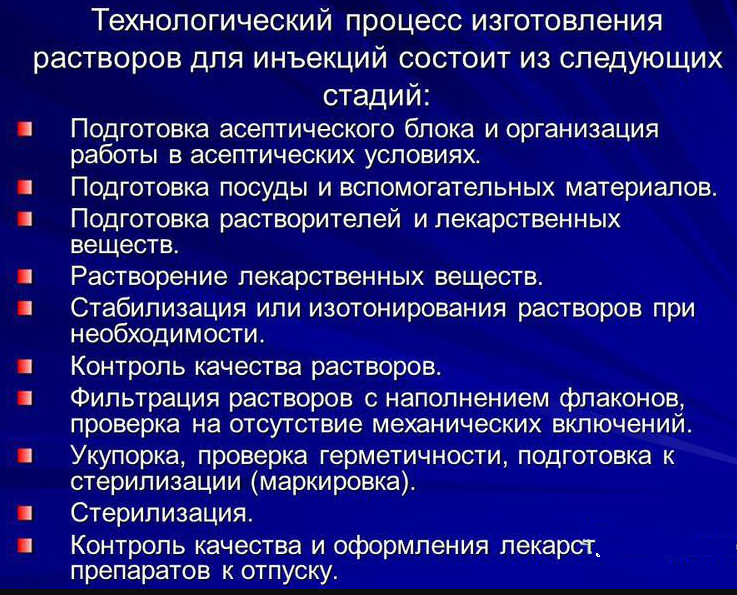 Технологический процесс изготовления
растворов для инъекций состоит из следующих
стадий:
Подготовка асептического блока и организация
работы в асептических условиях.
Подготовка посуды и вспомогательных материалов.
Подготовка растворителей и лекарственных
веществ.
Растворение лекарственных веществ.
Стабилизация или изотонирования растворов при
необходимости.
Контроль качества растворов.
Фильтрация растворов с наполнением флаконов,
проверка на отсутствие механических включений.
Укупорка, проверка герметичности, подготовка к
стерилизации (маркировка).
Стерилизация.
Контроль качества и оформления лекарст.
препаратов к отпуску.